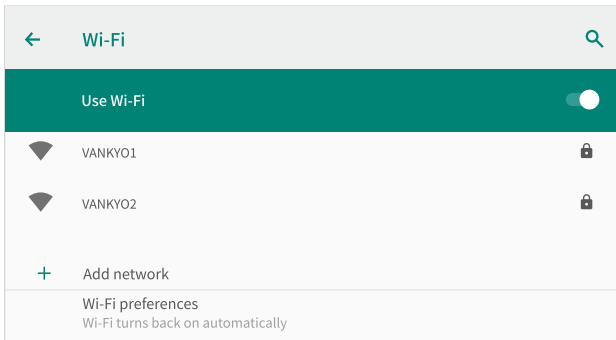 Wi-Fi
Use Wi-Fi
VANKYO1
VANKYO2
Add network
Wi-Fi preferences
Wi-Fi turns back on automatically